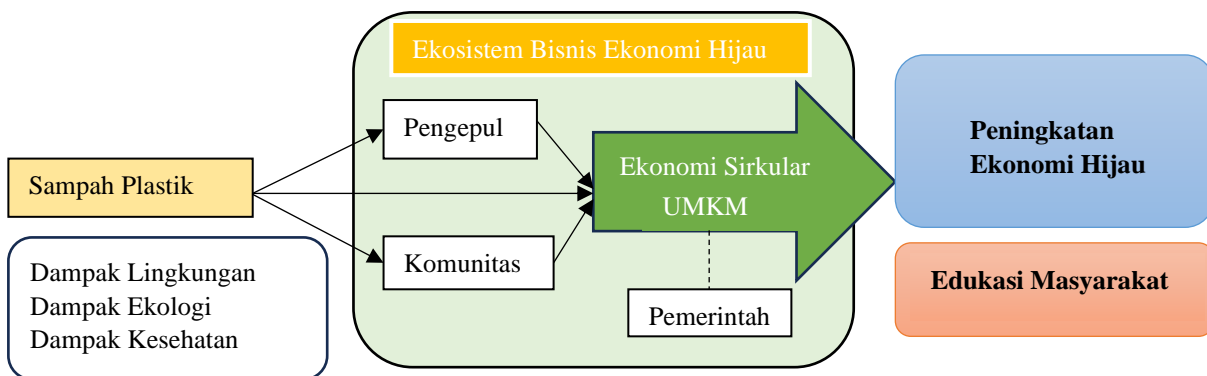 Ekosistem Bisnis Ekonomi Hijau
Pengepul
Sampah Plastik
Ekonomi Sirkular
UMKM
Komunitas
Pemerintah
Dampak Lingkungan
Dampak Ekologi
Dampak Kesehatan
Peningkatan
Ekonomi Hijau
Edukasi Masyarakat